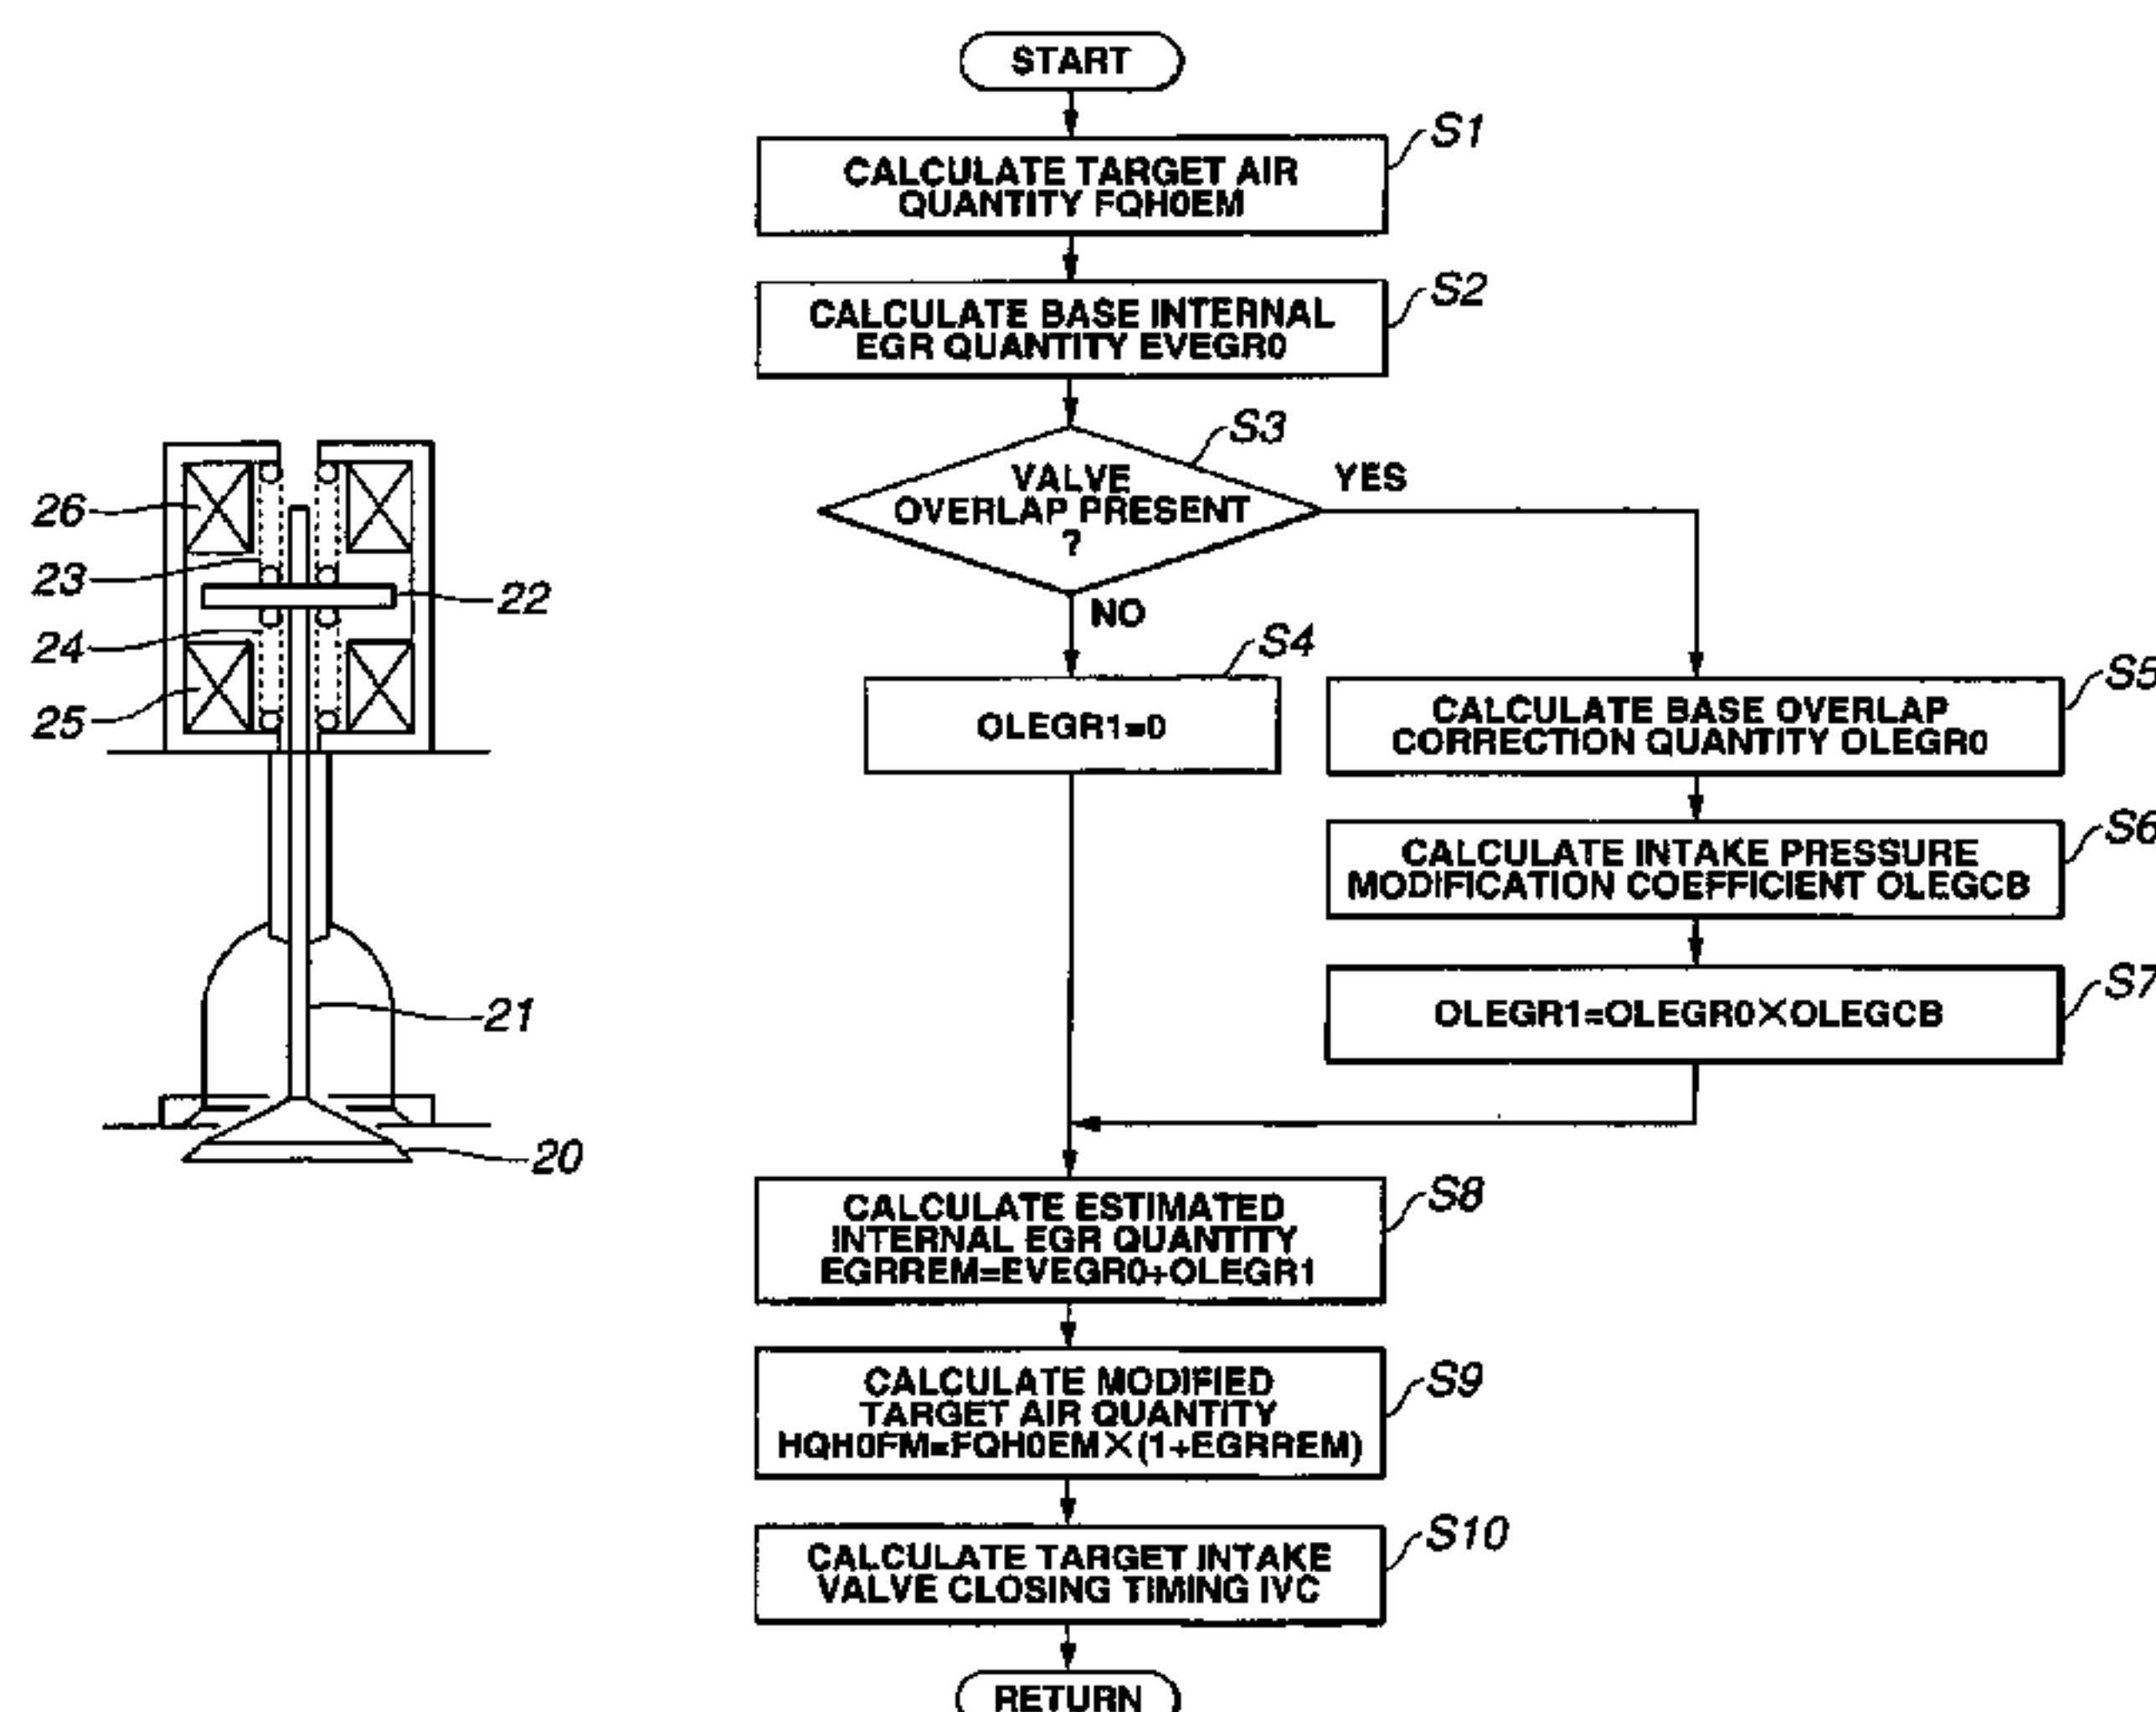 START
S1
CALCULATE TARGET AIR
QUANTITY FQH0EM
S2
CALCULATE BASE INTERNAL
EGR QUANTITY EVEGR0
S3
VALVE
OVERLAP PRESENT
?
YES
NO
S4
OLEGR1=0
S5
CALCULATE BASE OVERLAP
CORRECTION QUANTITY OLEGR0
S6
CALCULATE INTAKE PRESSURE
MODIFICATION COEFFICIENT OLEGCB
S7
OLEGR1=OLEGR0×OLEGCB
S8
CALCULATE ESTIMATED
INTERNAL EGR QUANTITY
EGRREM=EVEGR0+OLEGR1
S9
CALCULATE MODIFIED
TARGET AIR QUANTITY
HQH0FM=FQH0EM×(1+EGRREM)
S10
CALCULATE TARGET INTAKE
VALVE CLOSING TIMING IVC
RETURN
26
23
22
24
25
21
20